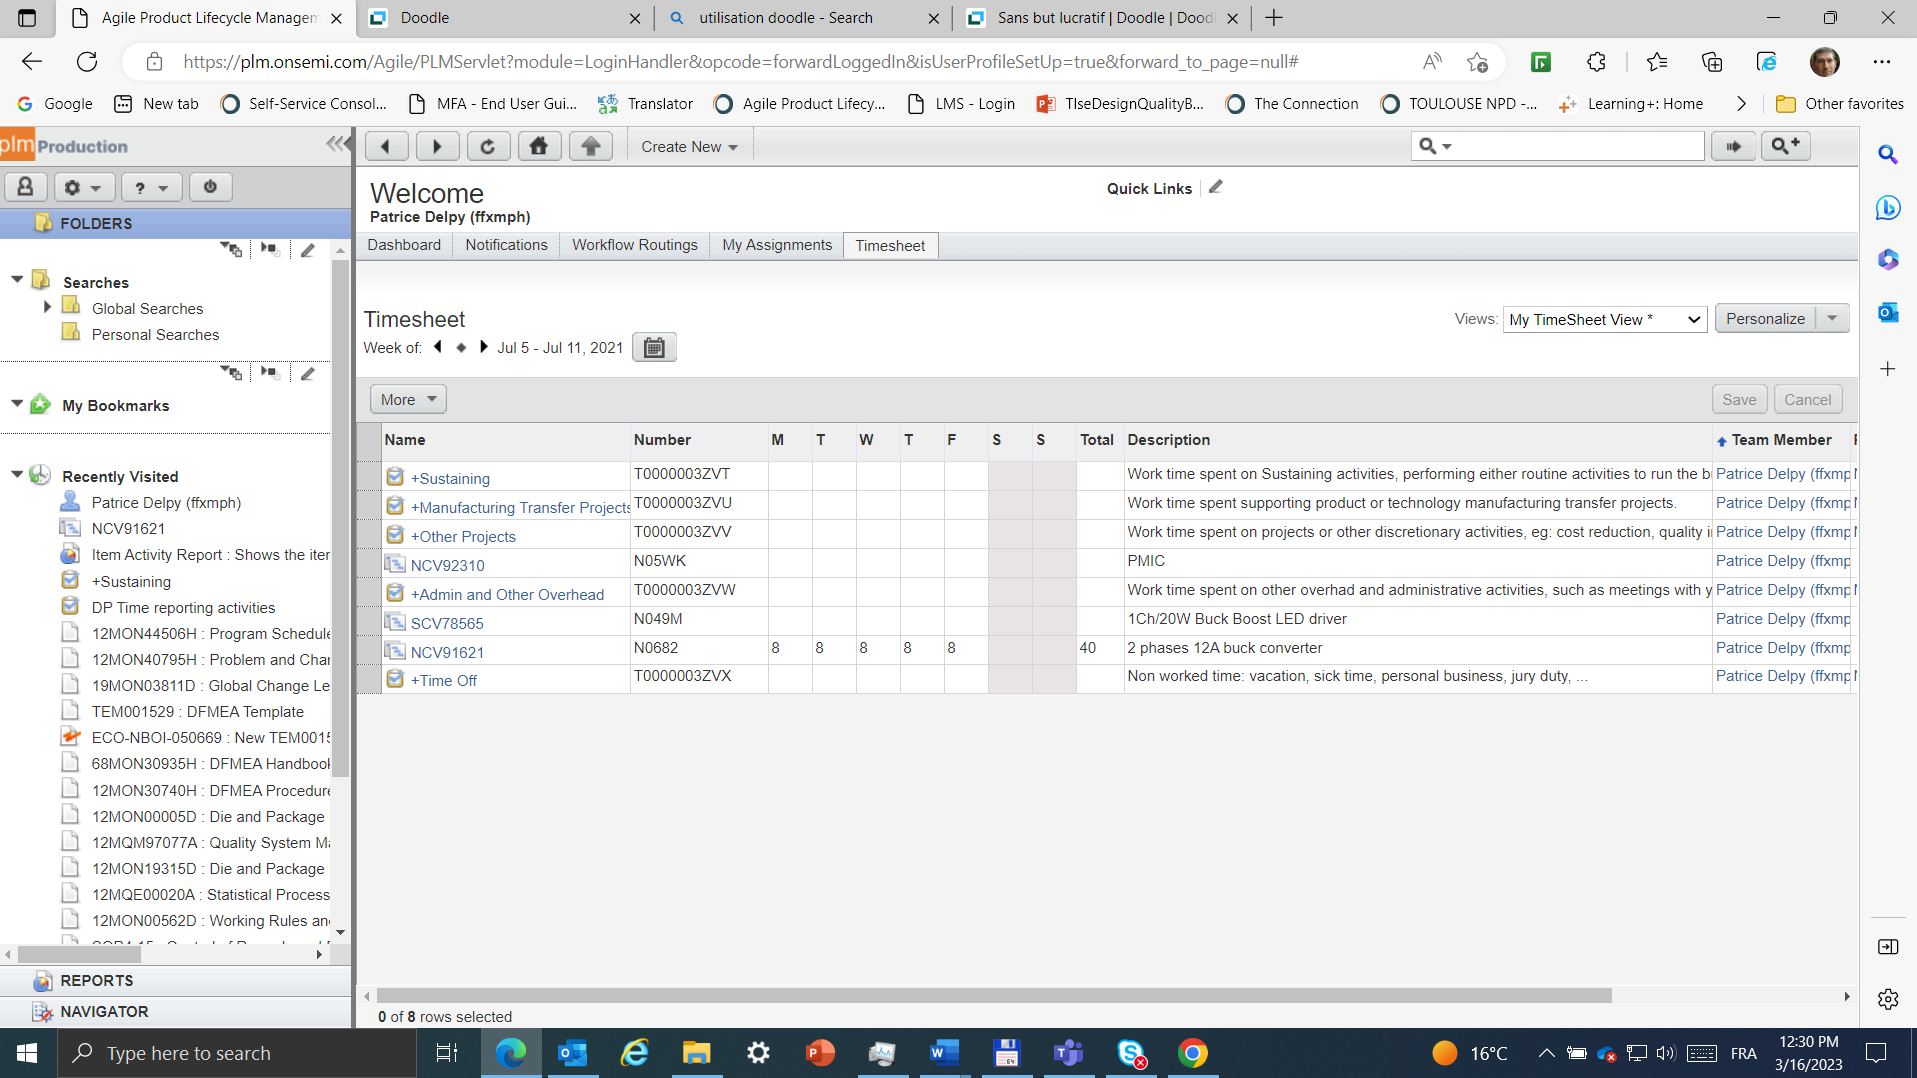 Agile Product Lifecycle Managem
Doodle
utilisation doodle - Search
Sans but lucratif | Doodle | Dood
https://plm.onsemi.com/Agile/PLMServlet?module=LoginHandler&opcode=forwardLoggedIn&isUserProfileSetUp=true&forward_to_page=null#
Google
New tab
Self-Service Consol...
MFA - End User Gui...
Translator
Agile Product Lifecy...
LMS - Login
TlseDesignQualityB...
The Connection
TOULOUSE NPD -...
Learning+: Home
Other favorites
plm Production
Create New
FOLDERS
Searches
Global Searches
Personal Searches
My Bookmarks
Recently Visited
Patrice Delpy (ffxmph)
NCV91621
Item Activity Report : Shows the iter
+Sustaining
DP Time reporting activities
12MON44506H : Program Schedule
12MON40795H : Problem and Char
19MON03811D : Global Change Le
TEM001529 : DFMEA Template
ECO-NBOI-050669 : New TEM0015
68MON30935H : DFMEA Handbook
12MON30740H : DFMEA Procedure
12MON00005D : Die and Package
12MQM97077A : Quality System Ma
12MON19315D : Die and Package
12MQE00020A : Statistical Process
12MON00562D : Working Rules and
REPORTS
NAVIGATOR
Welcome
Patrice Delpy (ffxmph)
Quick Links
Dashboard Notifications Workflow Routings My Assignments Timesheet
Timesheet
Views: My TimeSheet View * Personalize
Week of: Jul 5 - Jul 11, 2021
More
Save Cancel
Name Number M T W T F S S Total Description Team Member
+Sustaining T0000003ZVT Work time spent on Sustaining activities, performing either routine activities to run the b Patrice Delpy (ffxmp
+Manufacturing Transfer Projects T0000003ZVU Work time spent supporting product or technology manufacturing transfer projects. Patrice Delpy (ffxmp
+Other Projects T0000003ZVV Work time spent on projects or other discretionary activities, eg: cost reduction, quality i Patrice Delpy (ffxmp
NCV92310 N05WK PMIC Patrice Delpy (ffxmp
+Admin and Other Overhead T0000003ZVW Work time spent on other overhad and administrative activities, such as meetings with y Patrice Delpy (ffxmp
SCV78565 N049M 1Ch/20W Buck Boost LED driver Patrice Delpy (ffxmp
NCV91621 N0682 8 8 8 8 8 40 2 phases 12A buck converter Patrice Delpy (ffxmp
+Time Off T0000003ZVX Non worked time: vacation, sick time, personal business, jury duty, ... Patrice Delpy (ffxmp
0 of 8 rows selected
Type here to search
16°C
FRA
12:30 PM
3/16/2023